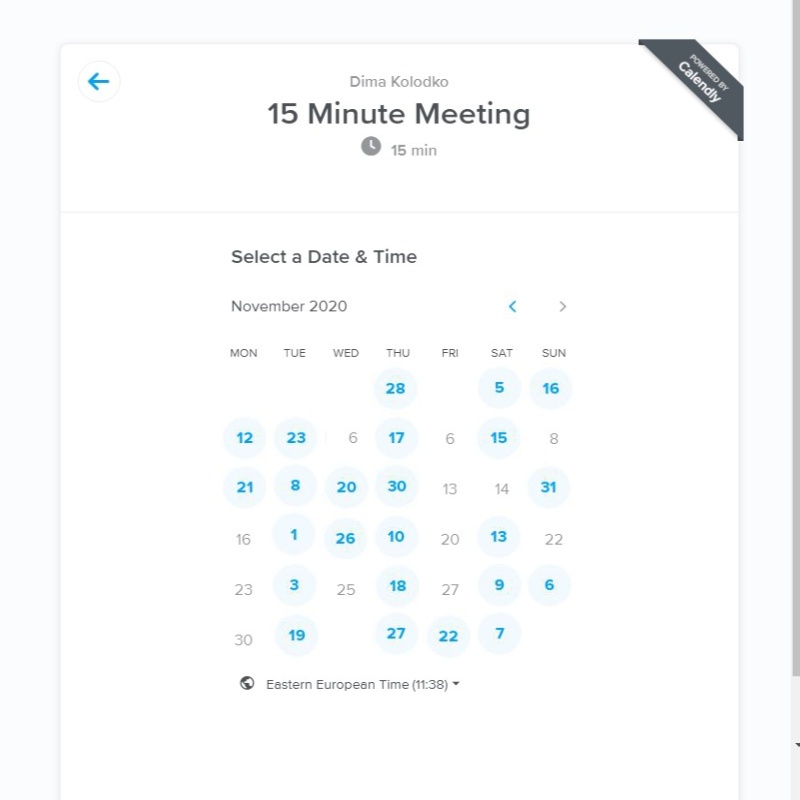 POWERED BY
Calendly
Dima Kolodko
15 Minute Meeting
15 min
Select a Date & Time
November 2020
MON TUE WED THU FRI SAT SUN
28 5 16
12 23 6 17 6 15 8
21 8 20 30 13 14 31
16 1 26 10 20 13 22
23 3 25 18 27 9 6
30 19 27 22 7
Eastern European Time (11:38)